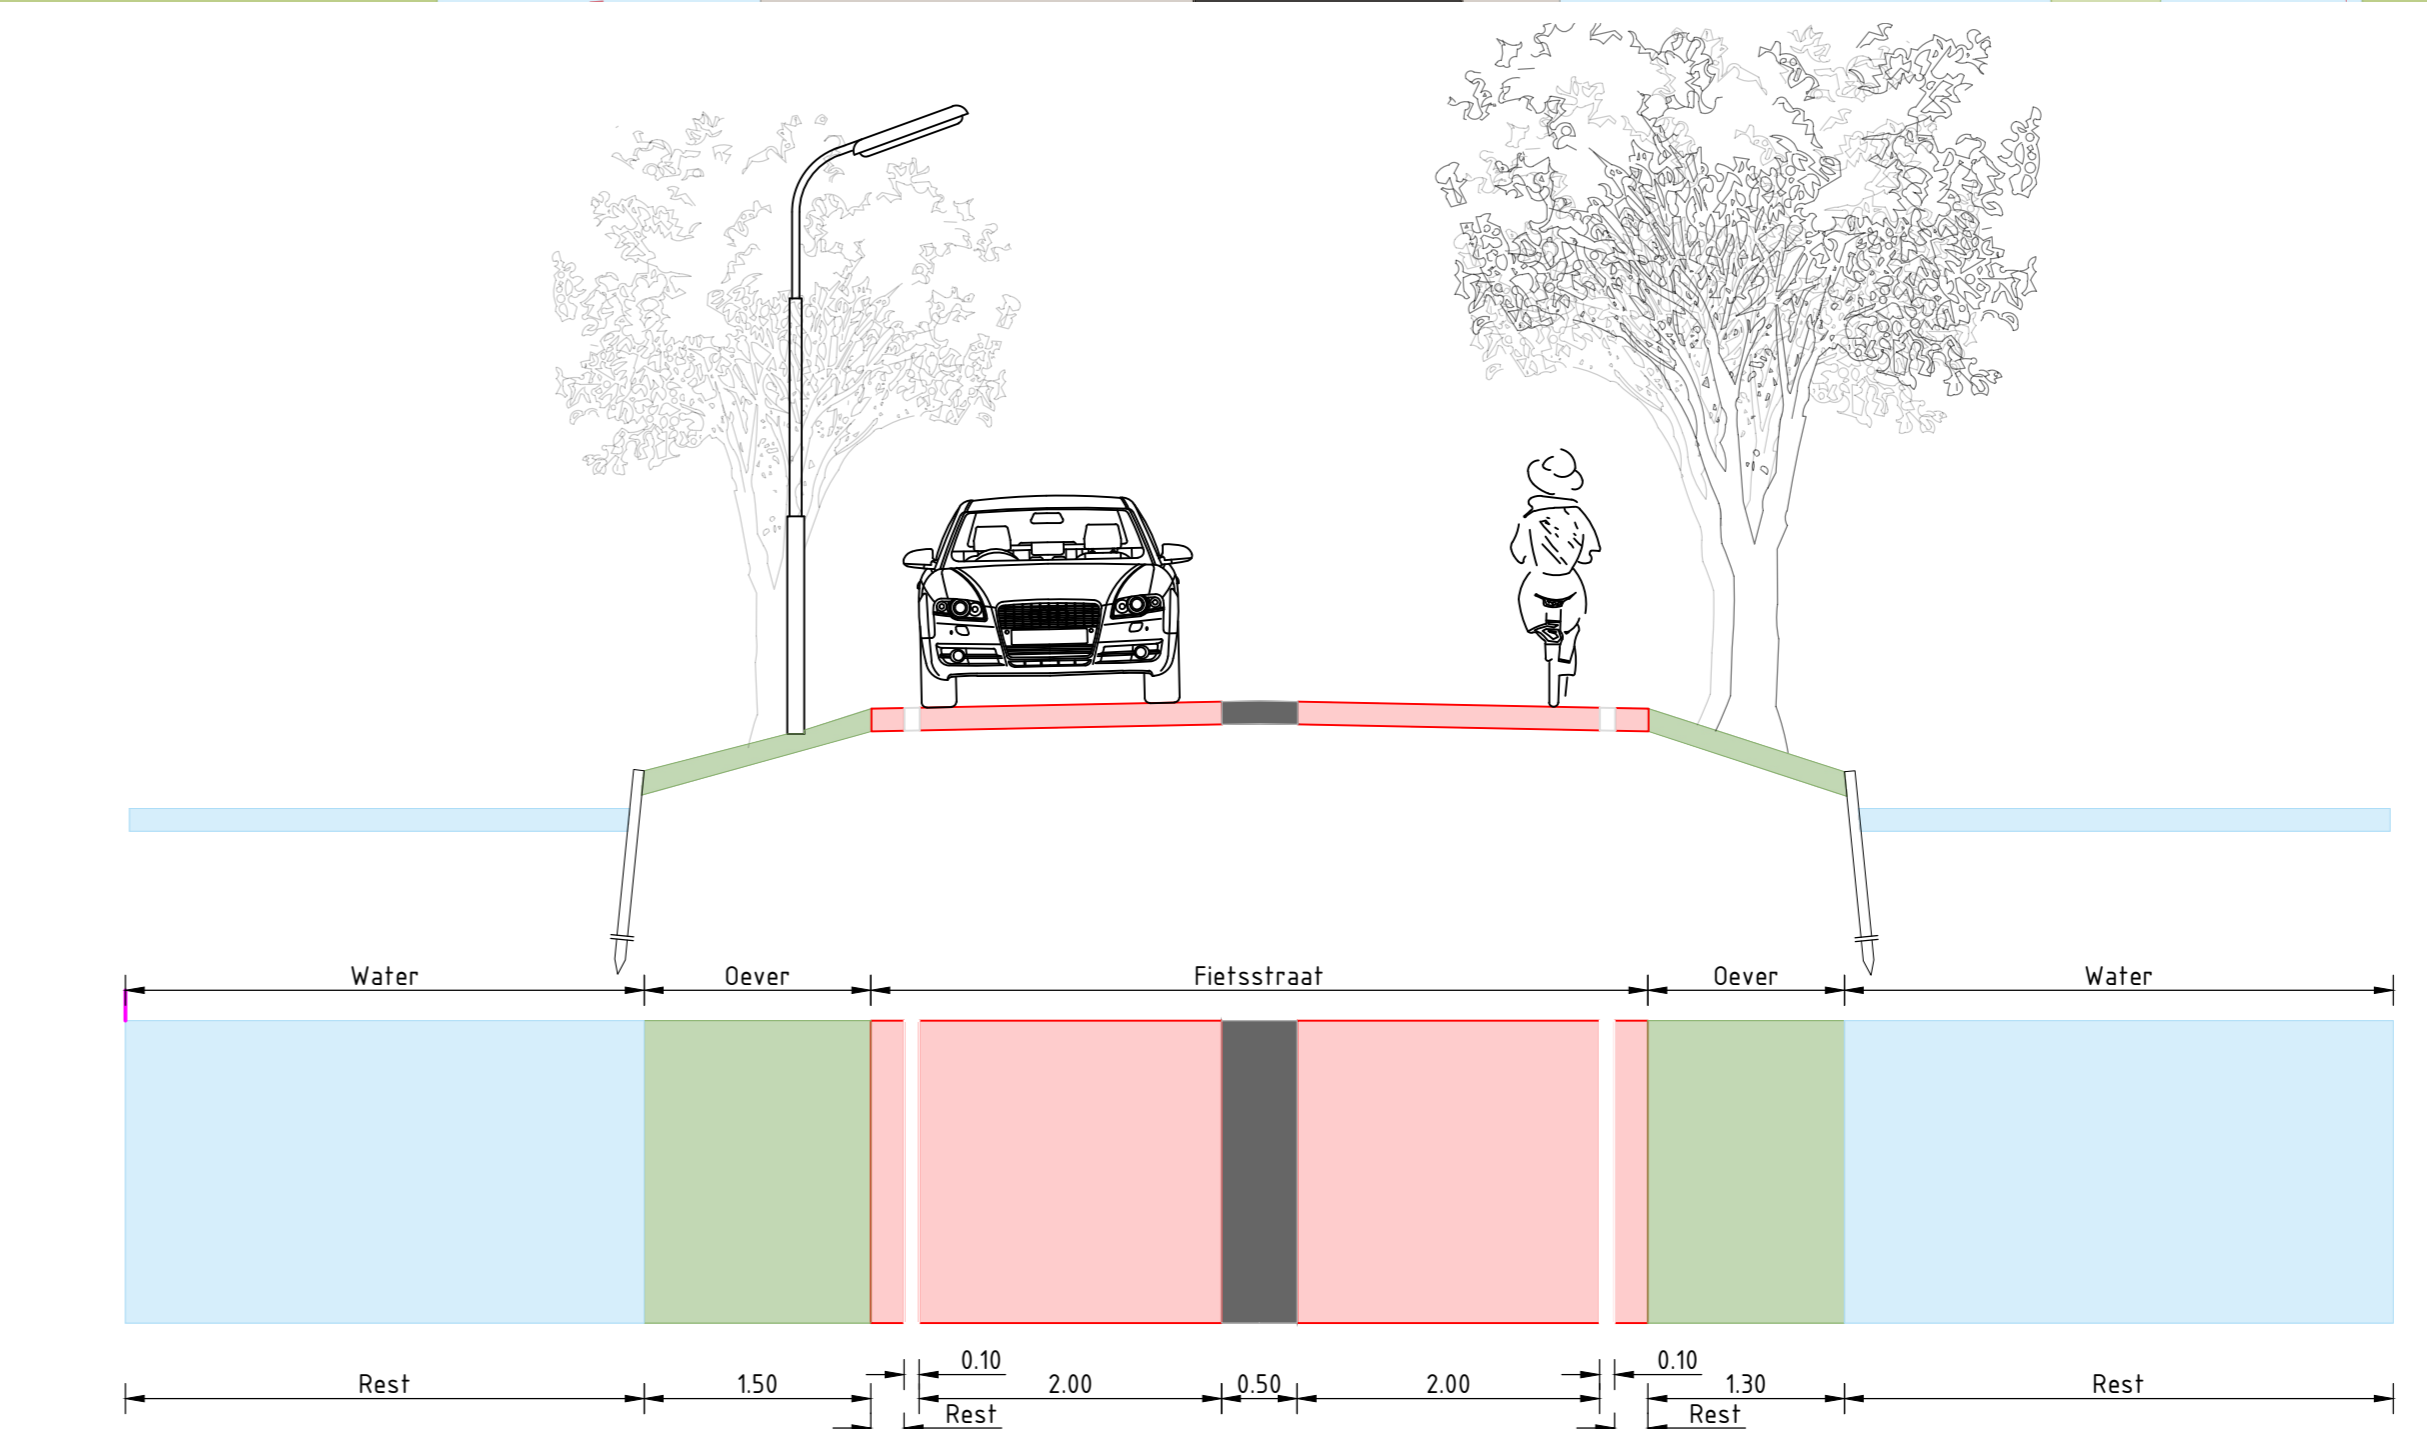 Water Oever Fietsstraat Oever Water
0.10 0.10
Rest 1.50 2.00 0.50 2.00 1.30 Rest
Rest Rest